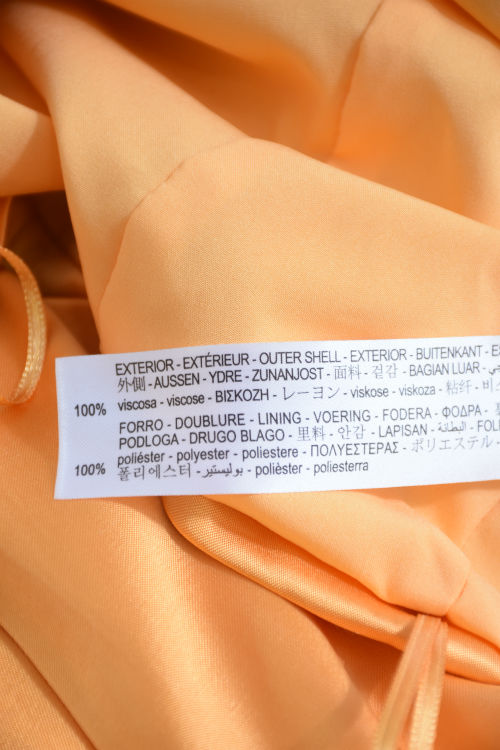 EXTERIOR - EXTÉRIEUR - OUTER SHELL - EXTERIOR - BUITENKANT -
外側 - AUSSEN - YDRE - ZUNANJOST - 面料 - 겉감 - BAGIAN LUAR -
100% viscosa - viscose - ΒΙΣΚΟΖΗ - レーヨン - viskose - viskoza - 粘纤 -
FORRO - DOUBLURE - LINING - VOERING - FODERA - ΦΟΔΡΑ -
PODLOGA - DRUGO BLAGO - 里料 - 안감 - LAPISAN - البطانة -
poliéster - polyester - poliestere - ΠΟΛΥΕΣΤΕΡΑΣ - ポリエステル -
100% 폴리에스터 - بوليستير - polièster - poliesterra